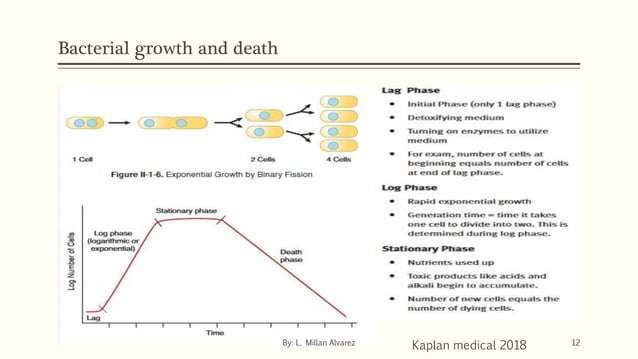 Bacterial growth and death
1 Cell
2 Cells
4 Cells
Figure II-1-6. Exponential Growth by Binary Fission
Stationary phase
Log phase
(logarithmic or
exponential)
Death
phase
Log Number of Cells
Lag
Time
Lag Phase
• Initial Phase (only 1 lag phase)
• Detoxifying medium
• Turning on enzymes to utilize
medium
• For exam, number of cells at
beginning equals number of cells
at end of lag phase.
Log Phase
• Rapid exponential growth
• Generation time = time it takes
one cell to divide into two. This is
determined during log phase.
Stationary Phase
• Nutrients used up
• Toxic products like acids and
alkali begin to accumulate.
• Number of new cells equals the
number of dying cells.
By: L. Millan Alvarez
Kaplan medical 2018
12